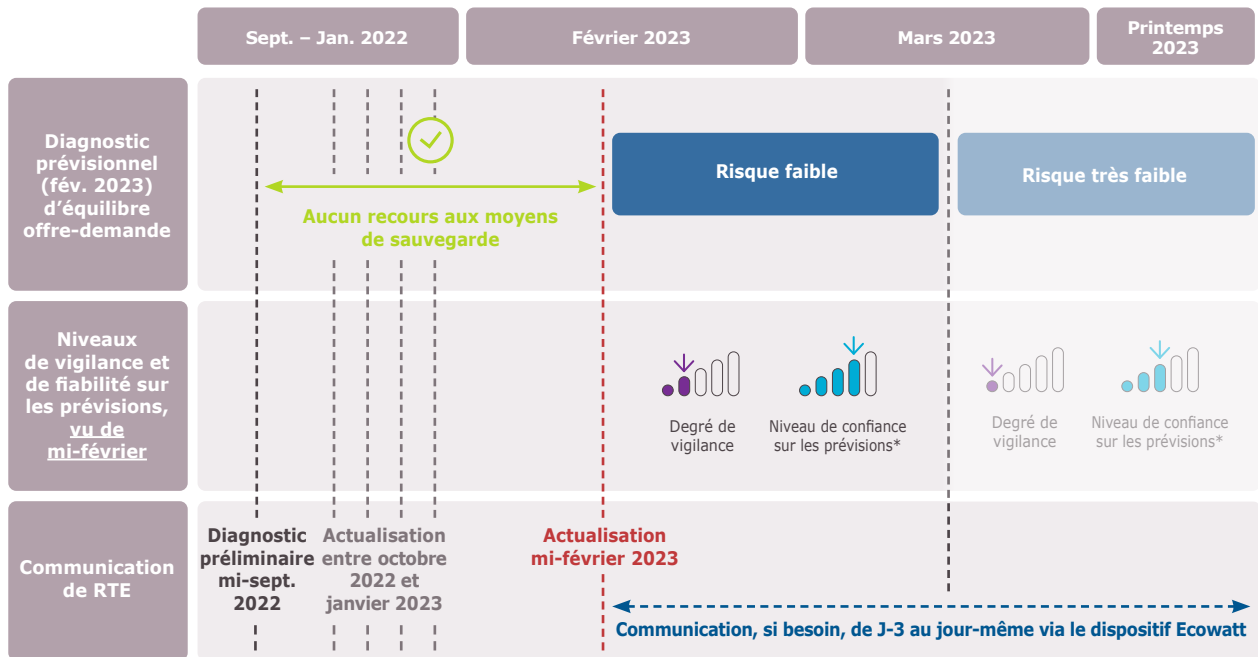 Sept. – Jan. 2022
Février 2023
Mars 2023
Printemps
2023
Diagnostic
prévisionnel
(fév. 2023)
d’équilibre
offre-demande
Aucun recours aux moyens
de sauvegarde
Risque faible
Risque très faible
Niveaux
de vigilance et
de fiabilité sur
les prévisions,
vu de
mi-février
Degré de
vigilance
Niveau de confiance
sur les prévisions*
Degré de
vigilance
Niveau de confiance
sur les prévisions*
Communication
de RTE
Diagnostic
préliminaire
mi-sept.
2022
Actualisation
entre octobre
2022 et
janvier 2023
Actualisation
mi-février 2023
Communication, si besoin, de J-3 au jour-même via le dispositif Ecowatt